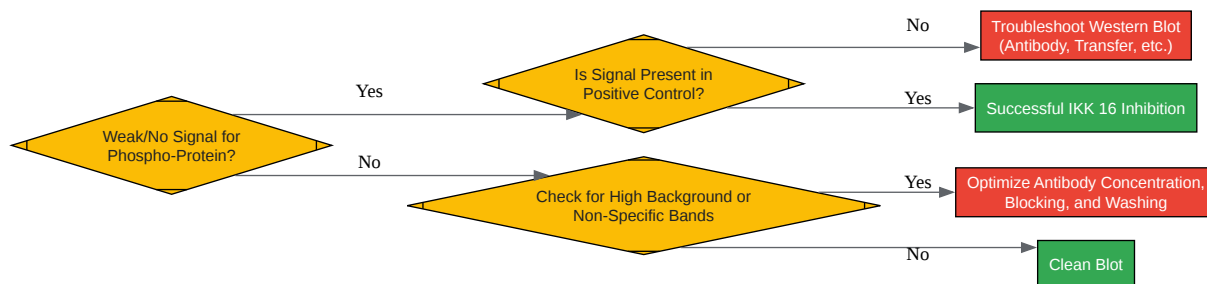 Weak/No Signal for
Phospho-Protein?
Yes
No
Is Signal Present in
Positive Control?
No
Troubleshoot Western Blot
(Antibody, Transfer, etc.)
Yes
Successful IKK 16 Inhibition
Check for High Background or
Non-Specific Bands
Yes
Optimize Antibody Concentration,
Blocking, and Washing
No
Clean Blot